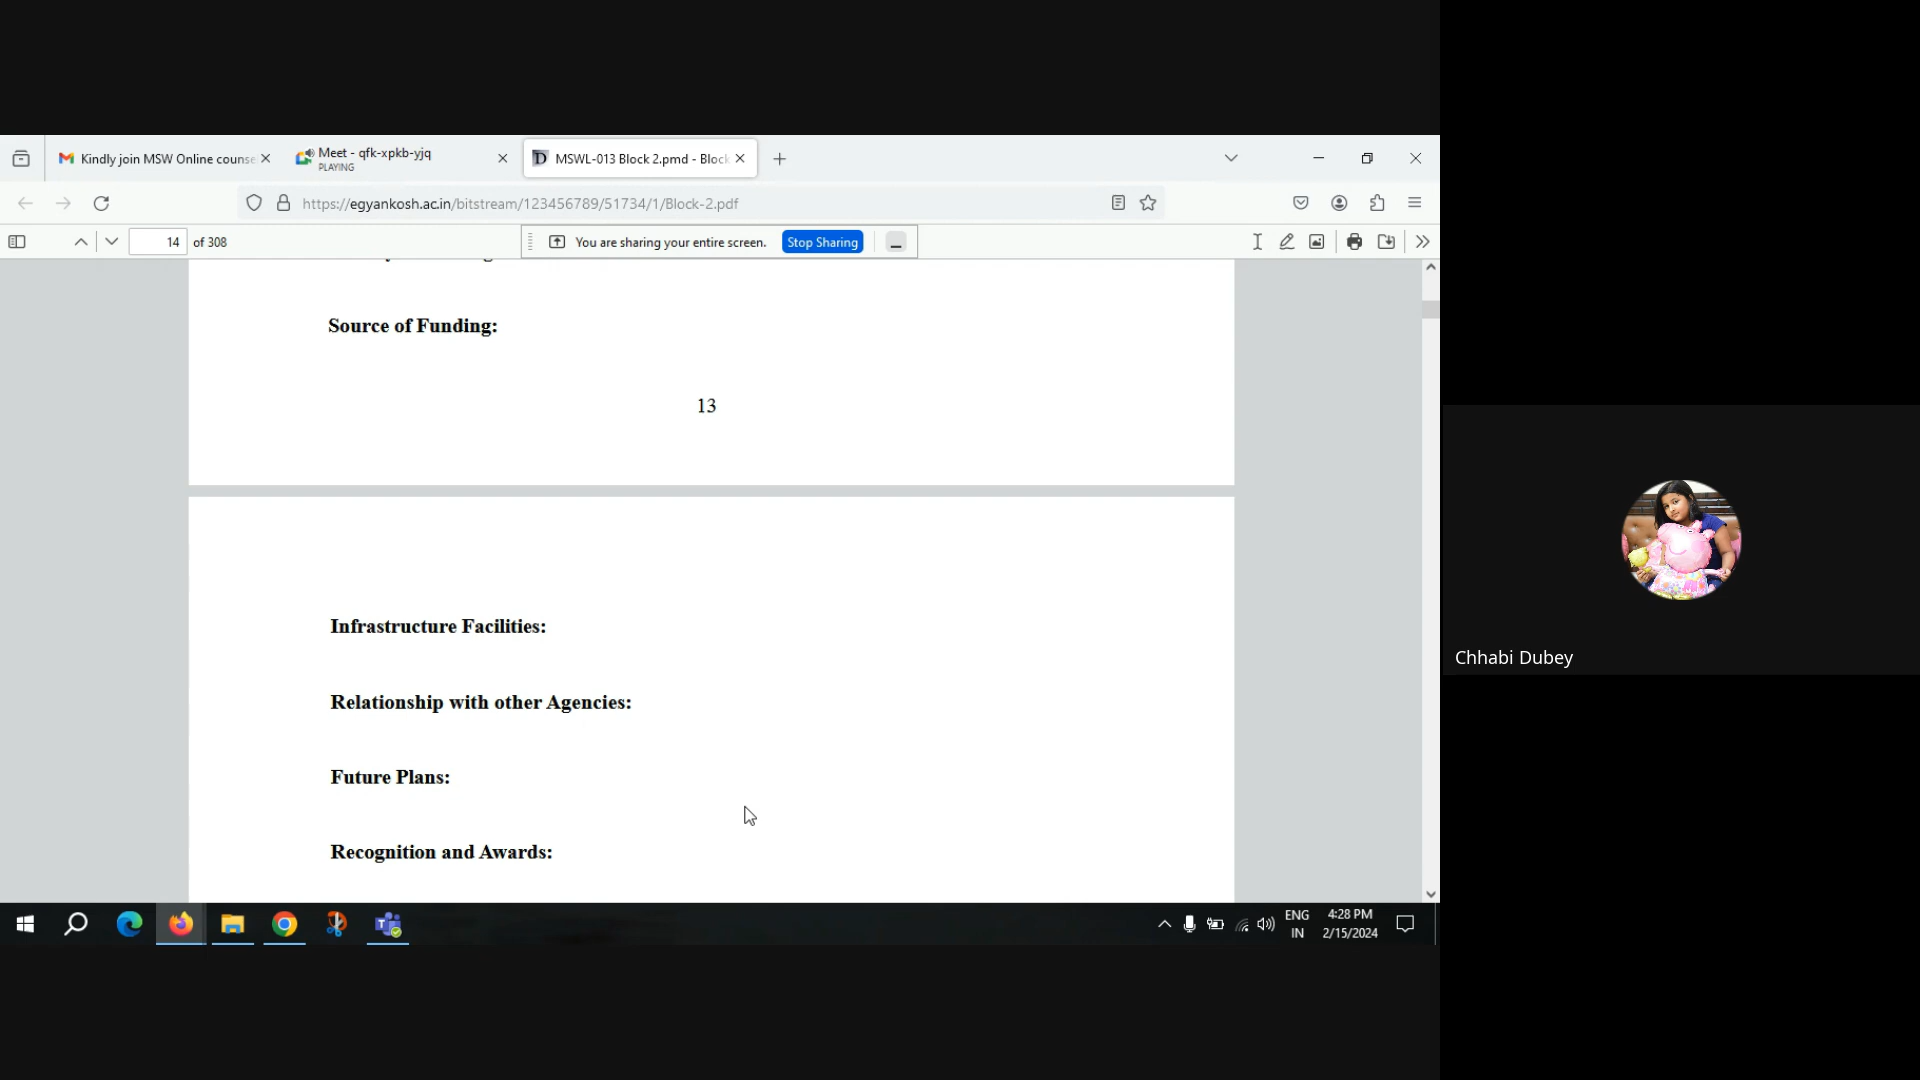 Kindly join MSW Online counse
Meet - qfk-xpkb-yjq
PLAYING
MSWL-013 Block 2.pmd - Block
https://egyankosh.ac.in/bitstream/123456789/51734/1/Block-2.pdf
14 of 308
You are sharing your entire screen. Stop Sharing
Source of Funding:
13
Infrastructure Facilities:
Relationship with other Agencies:
Future Plans:
Recognition and Awards:
Chhabi Dubey
ENG
IN
4:28 PM
2/15/2024